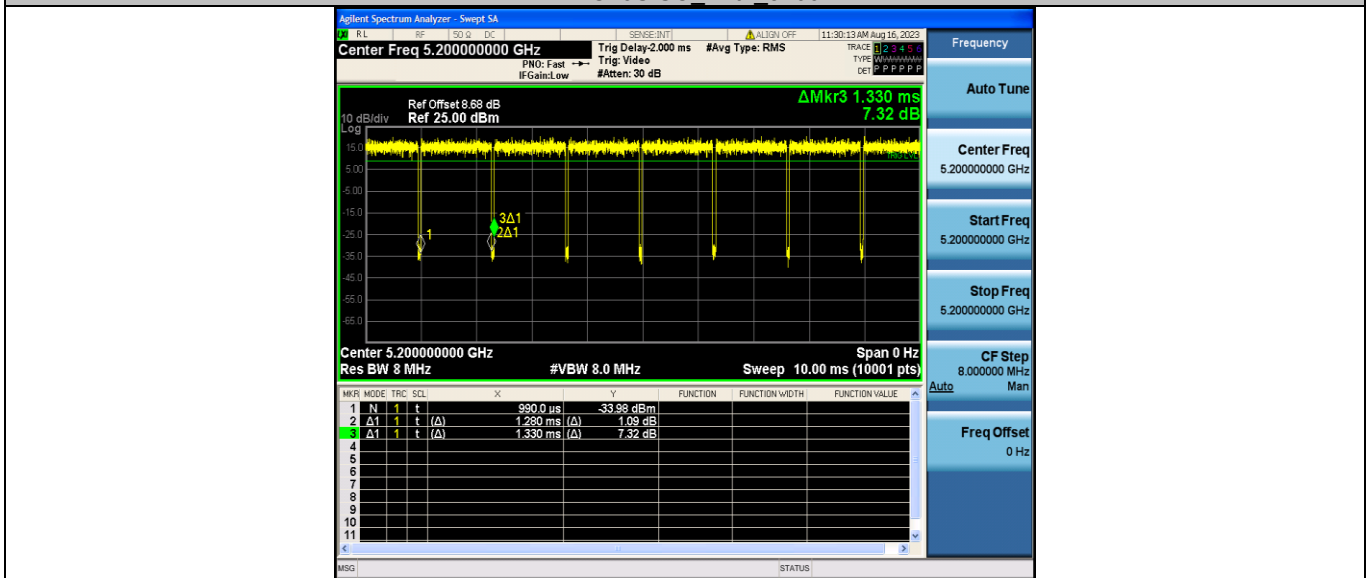 Agilent Spectrum Analyzer - Swept SA
RL RF 50 Ω DC SENSE:INT ALIGN OFF 11:30:13 AM Aug 16, 2023
Center Freq 5.200000000 GHz Trig Delay-2.000 ms #Avg Type: RMS TRACE 1 2 3 4 5 6 Frequency
PNO: Fast Trig: Video TYPE
IFGain:Low #Atten: 30 dB DET P P P P P P
Auto Tune
ΔMkr3 1.330 ms
Ref Offset 8.68 dB
10 dB/div Ref 25.00 dBm 7.32 dB
Log
15.0
5.00
-5.00
-15.0
-25.0
-35.0
-45.0
-55.0
-65.0
3Δ1
1 2Δ1
Center Freq
5.200000000 GHz
Start Freq
5.200000000 GHz
Stop Freq
5.200000000 GHz
Center 5.200000000 GHz Span 0 Hz
Res BW 8 MHz #VBW 8.0 MHz Sweep 10.00 ms (10001 pts)
CF Step
8.000000 MHz
Auto Man
MKR MODE TRC SCL X Y FUNCTION FUNCTION WIDTH FUNCTION VALUE
1 N 1 t 990.0 µs -33.98 dBm
2 Δ1 1 t (Δ) 1.280 ms (Δ) 1.09 dB
3 Δ1 1 t (Δ) 1.330 ms (Δ) 7.32 dB
4
5
6
7
8
9
10
11
Freq Offset
0 Hz
MSG STATUS